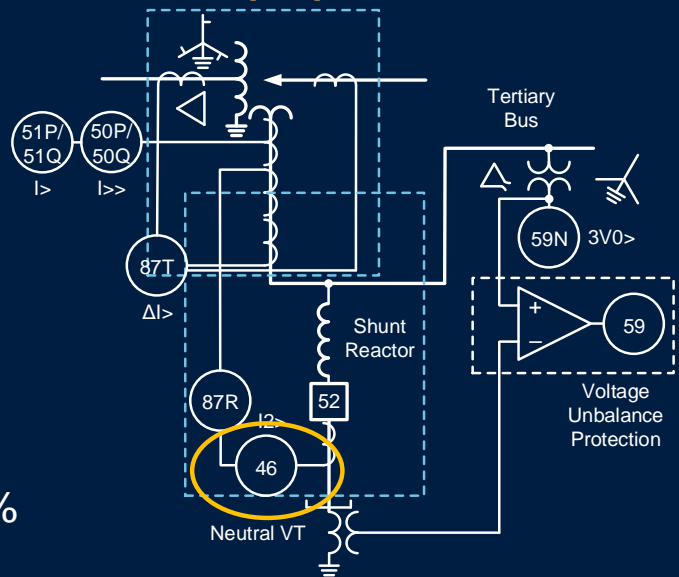 Tertiary
Bus
51P/
51Q
50P/
50Q
I>
I>>
59N
3V0>
87T
ΔI>
+
−
59
Shunt
Reactor
52
Voltage
Unbalance
Protection
87R
I2>
46
%
Neutral VT